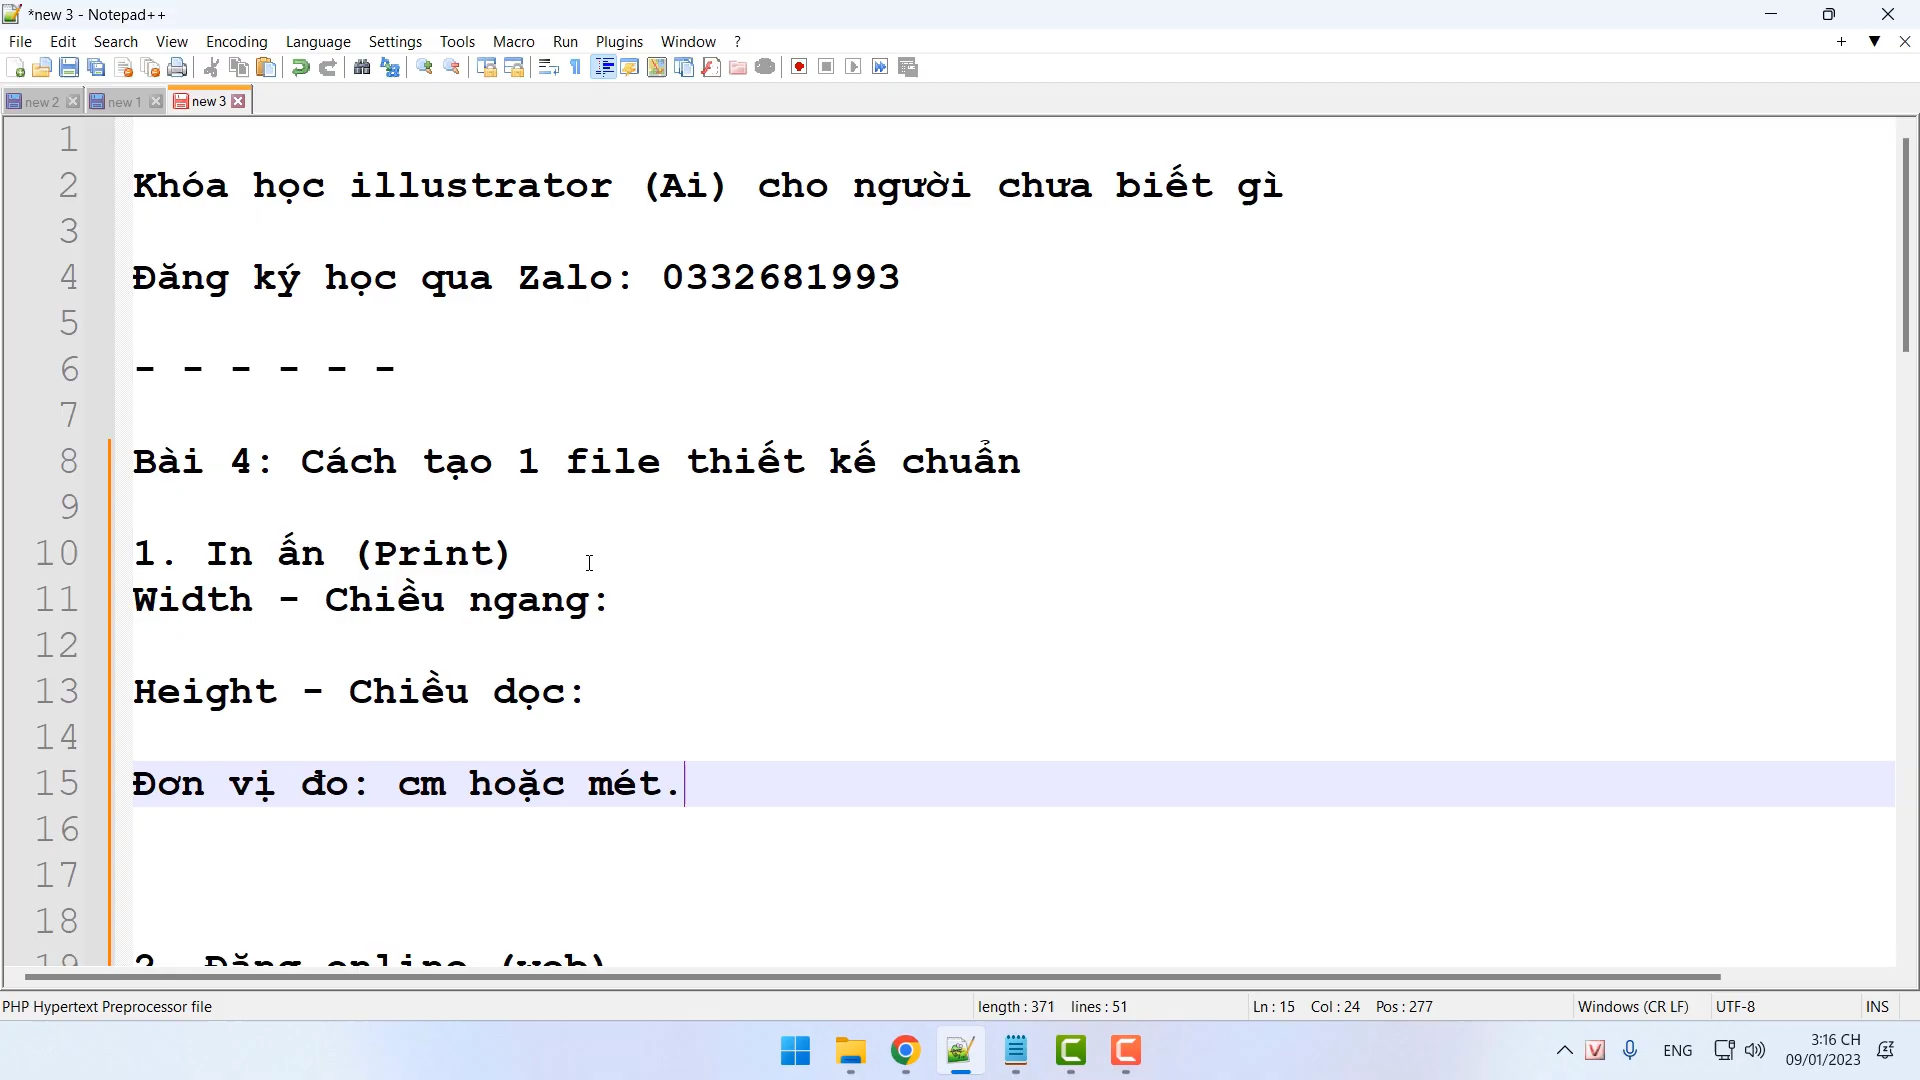 *new 3 - Notepad++
File Edit Search View Encoding Language Settings Tools Macro Run Plugins Window ?
new 2 new 1 new 3
1
2 Khóa học illustrator (Ai) cho người chưa biết gì
3
4 Đăng ký học qua Zalo: 0332681993
5
6 - - - - - -
7
8 Bài 4: Cách tạo 1 file thiết kế chuẩn
9
10 1. In ấn (Print)
11 Width - Chiều ngang:
12
13 Height - Chiều dọc:
14
15 Đơn vị đo: cm hoặc mét.
16
17
18
19 2. Đăng online (web)
PHP Hypertext Preprocessor file length : 371 lines : 51 Ln : 15 Col : 24 Pos : 277 Windows (CR LF) UTF-8 INS
ENG 3:16 CH
09/01/2023